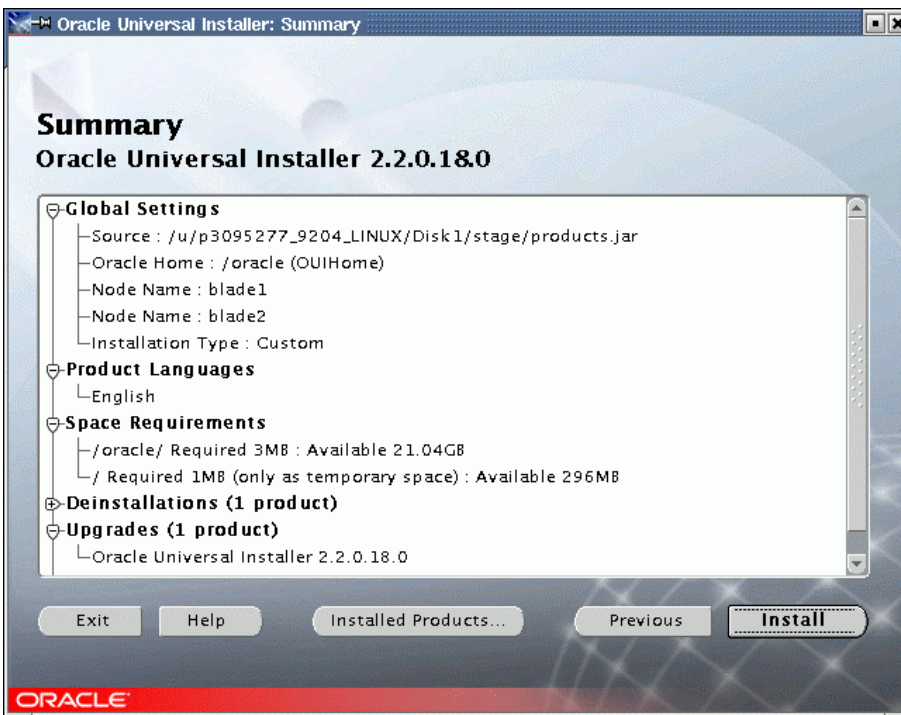 Oracle Universal Installer: Summary
Summary
Oracle Universal Installer 2.2.0.18.0
Global Settings
Source : /u/p3095277_9204_LINUX/Disk1/stage/products.jar
Oracle Home : /oracle (OUIHome)
Node Name : blade1
Node Name : blade2
Installation Type : Custom
Product Languages
English
Space Requirements
/oracle/ Required 3MB : Available 21.04GB
/ Required 1MB (only as temporary space) : Available 296MB
Deinstallations (1 product)
Upgrades (1 product)
Oracle Universal Installer 2.2.0.18.0
Exit Help Installed Products... Previous Install
ORACLE